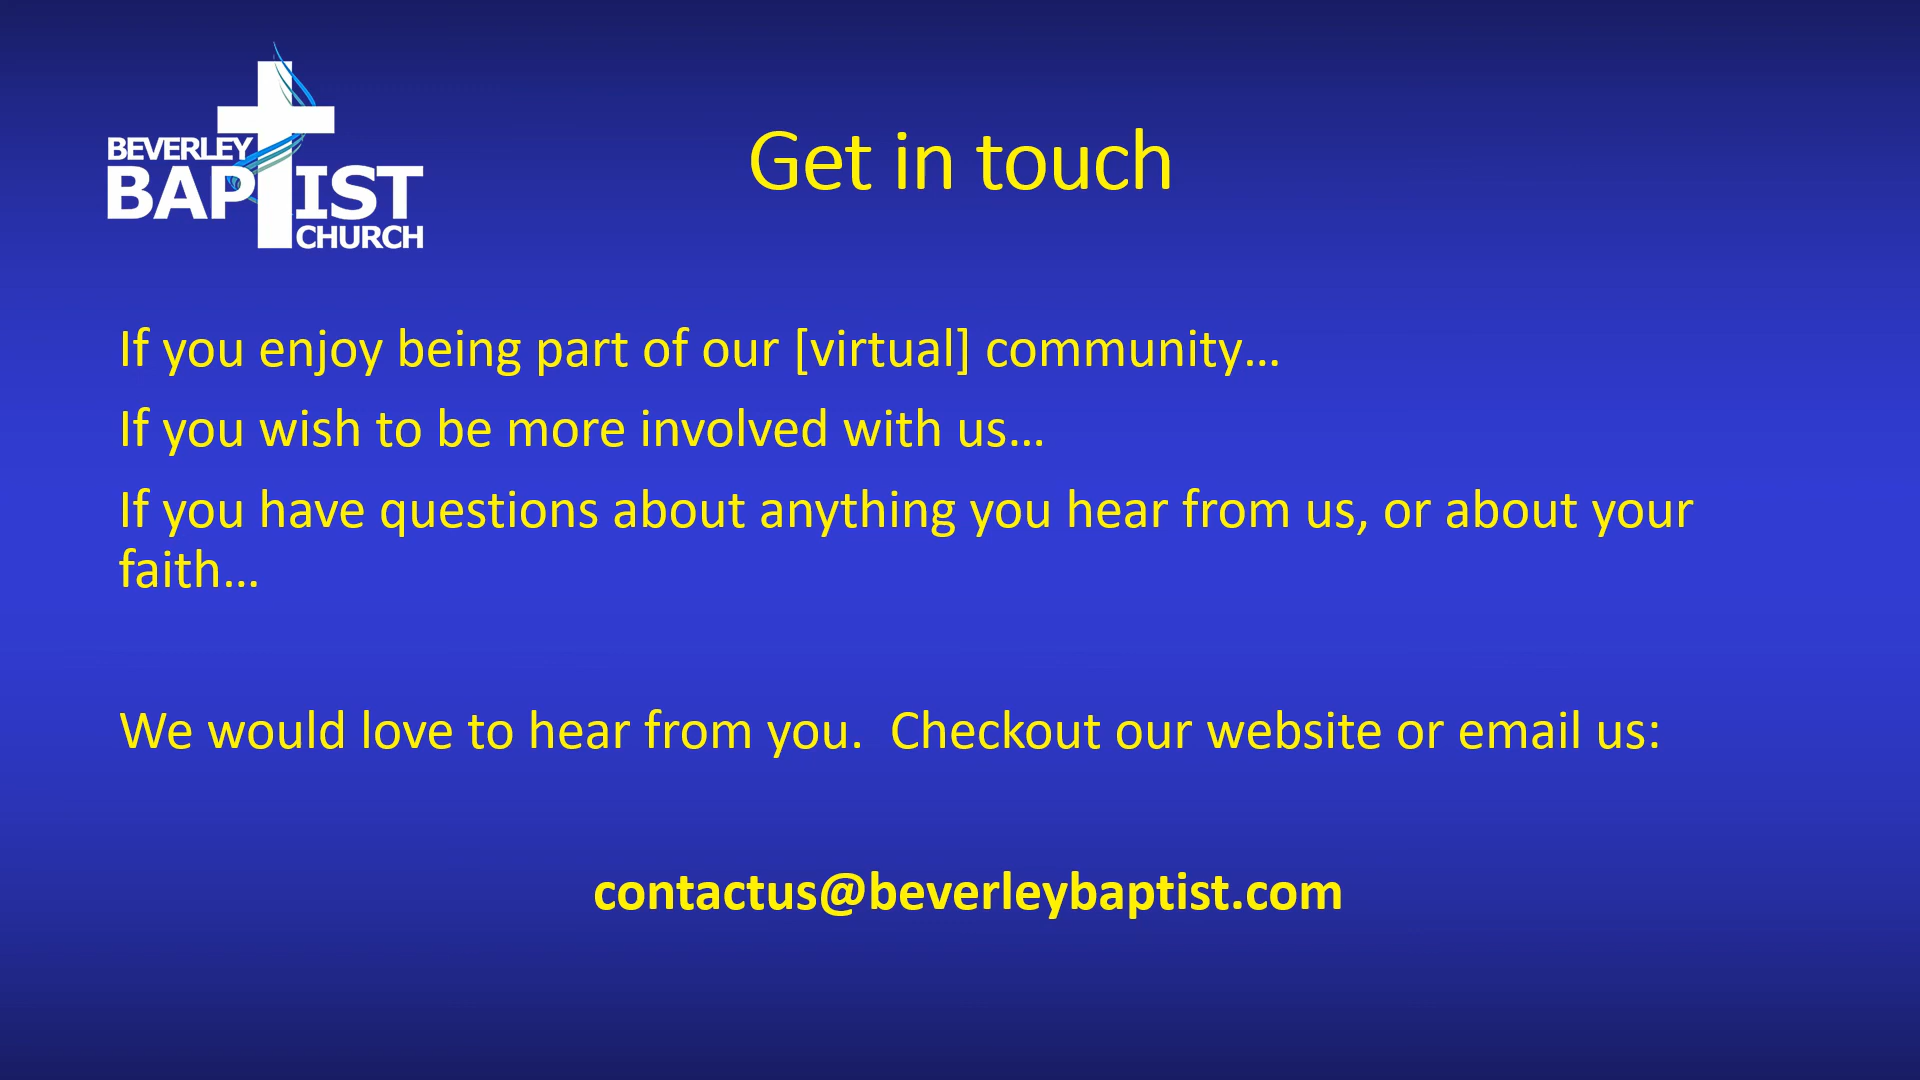 BEVERLEY
BAPTIST
CHURCH
Get in touch
If you enjoy being part of our [virtual] community...
If you wish to be more involved with us...
If you have questions about anything you hear from us, or about your
faith...
We would love to hear from you.  Checkout our website or email us:
contactus@beverleybaptist.com